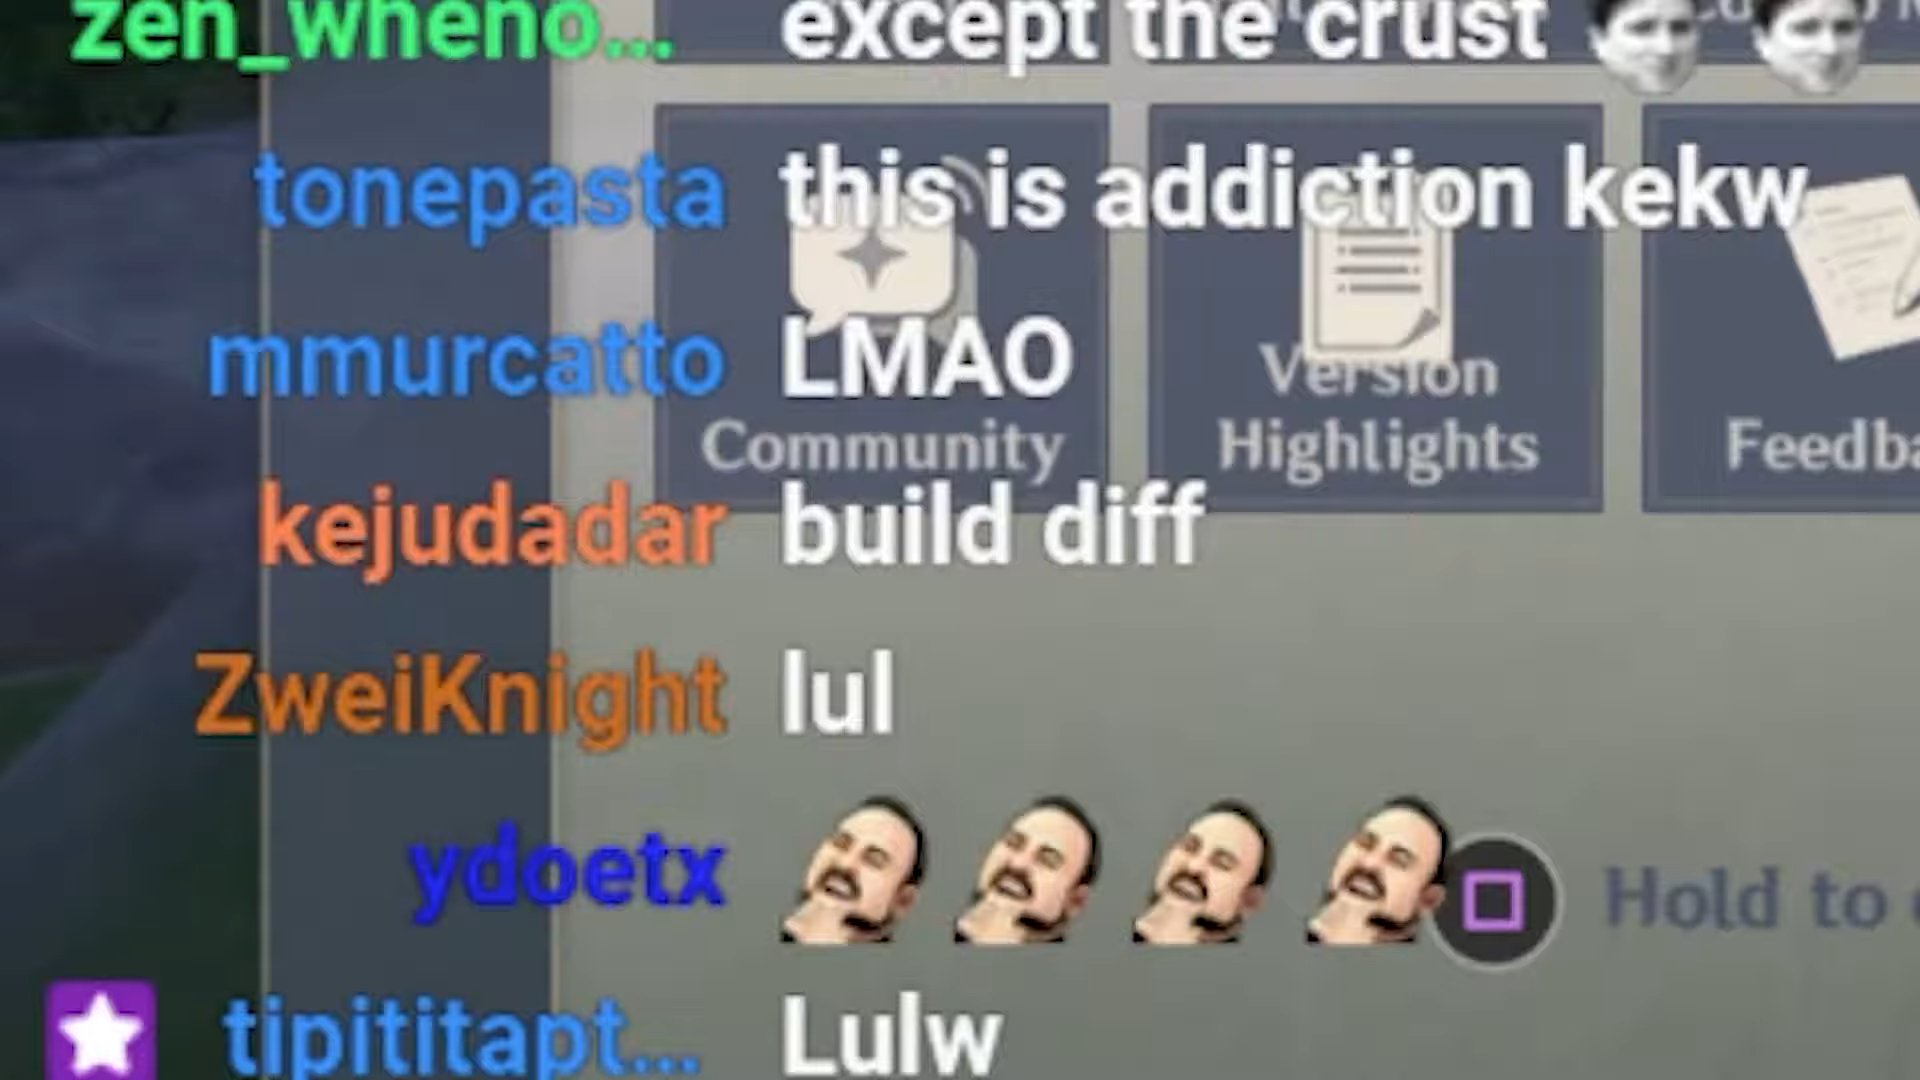 zen_wheno... except the crust
tonepasta this is addiction kekw
mmurcatto LMAO
Version
Community Highlights Feedba
kejudadar build diff
ZweiKnight lul
ydoetx
Hold to
tipititapt... Lulw